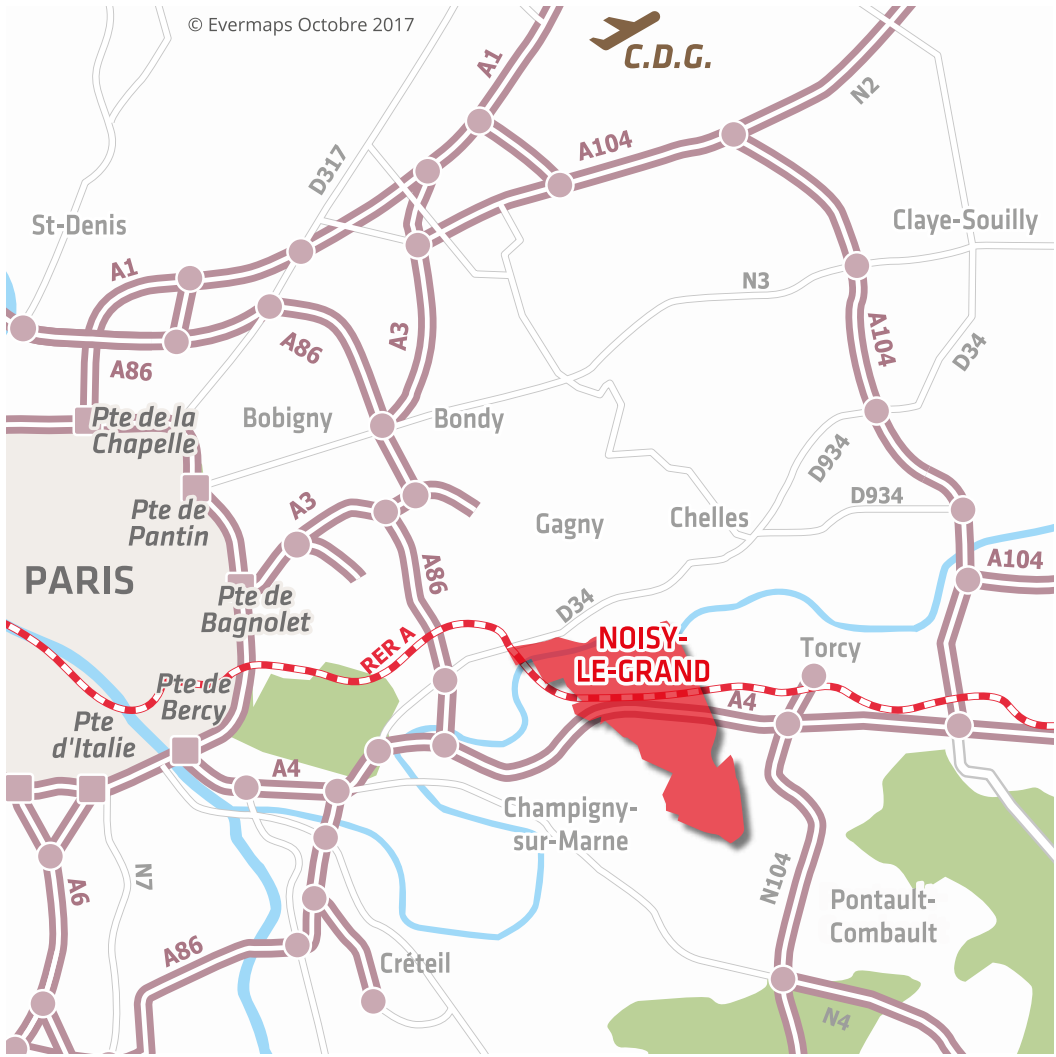 © Evermaps Octobre 2017
C.D.G.
A1
N2
A104
D317
St-Denis
Claye-Souilly
A1
N3
A3
A86
A86
A104
D34
Pte de la
Chapelle
Bobigny
Bondy
D934
D934
Pte de
Pantin
A3
Gagny
Chelles
A86
A104
PARIS
Pte de
Bagnolet
D34
RER A
NOISY-
LE-GRAND
Torcy
Pte de
Bercy
A4
Pte
d'Italie
A4
Champigny-
sur-Marne
N7
A6
N104
Pontault-
Combault
A86
Créteil
N4